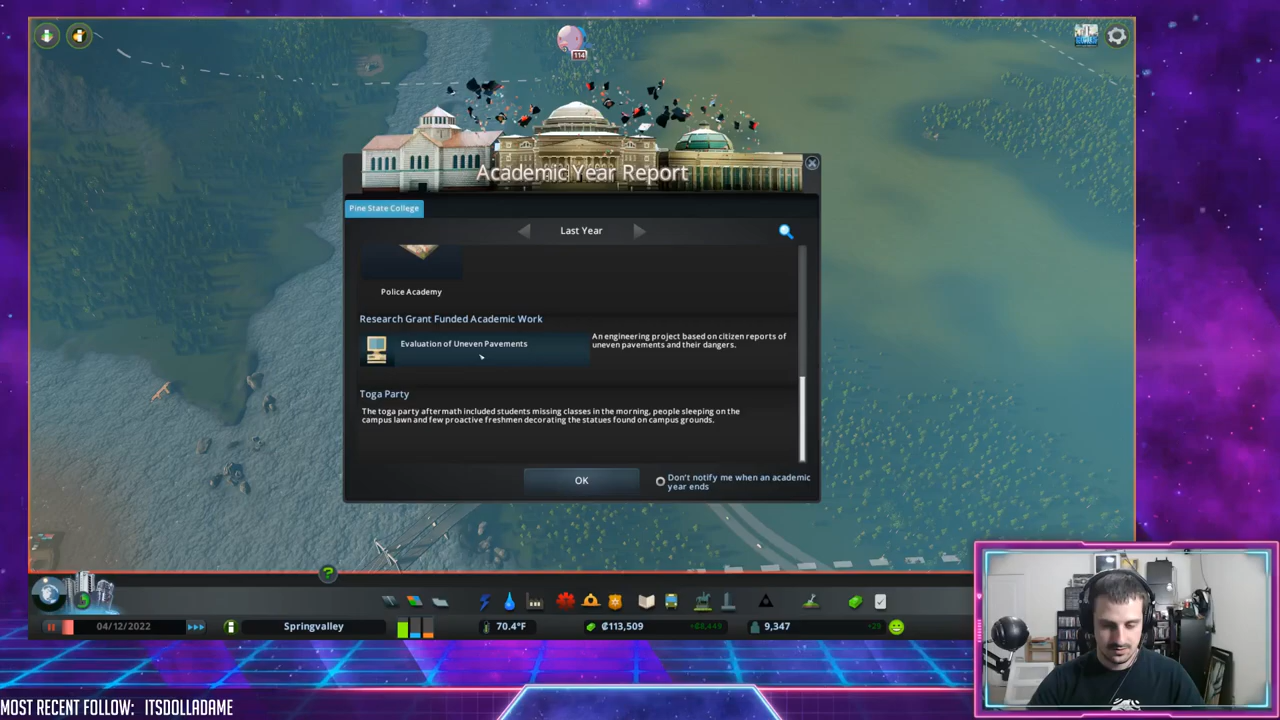 114
Academic Year Report
Pine State College
Last Year
Police Academy
Research Grant Funded Academic Work
Evaluation of Uneven Pavements
An engineering project based on citizen reports of
uneven pavements and their dangers.
Toga Party
The toga party aftermath included students missing classes in the morning, people sleeping on the
campus lawn and few proactive freshmen decorating the statues found on campus grounds.
OK
Don't notify me when an academic
year ends
?
04/12/2022
Springvalley
70.4°F
₡113,509
9,347
MOST RECENT FOLLOW: ITSDOLLADAME